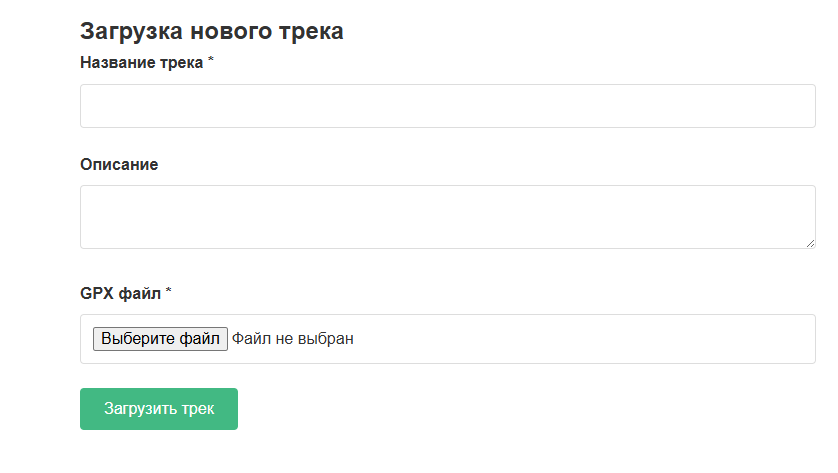 Загрузка нового трека
Название трека *
Описание
GPX файл *
Выберите файл Файл не выбран
Загрузить трек